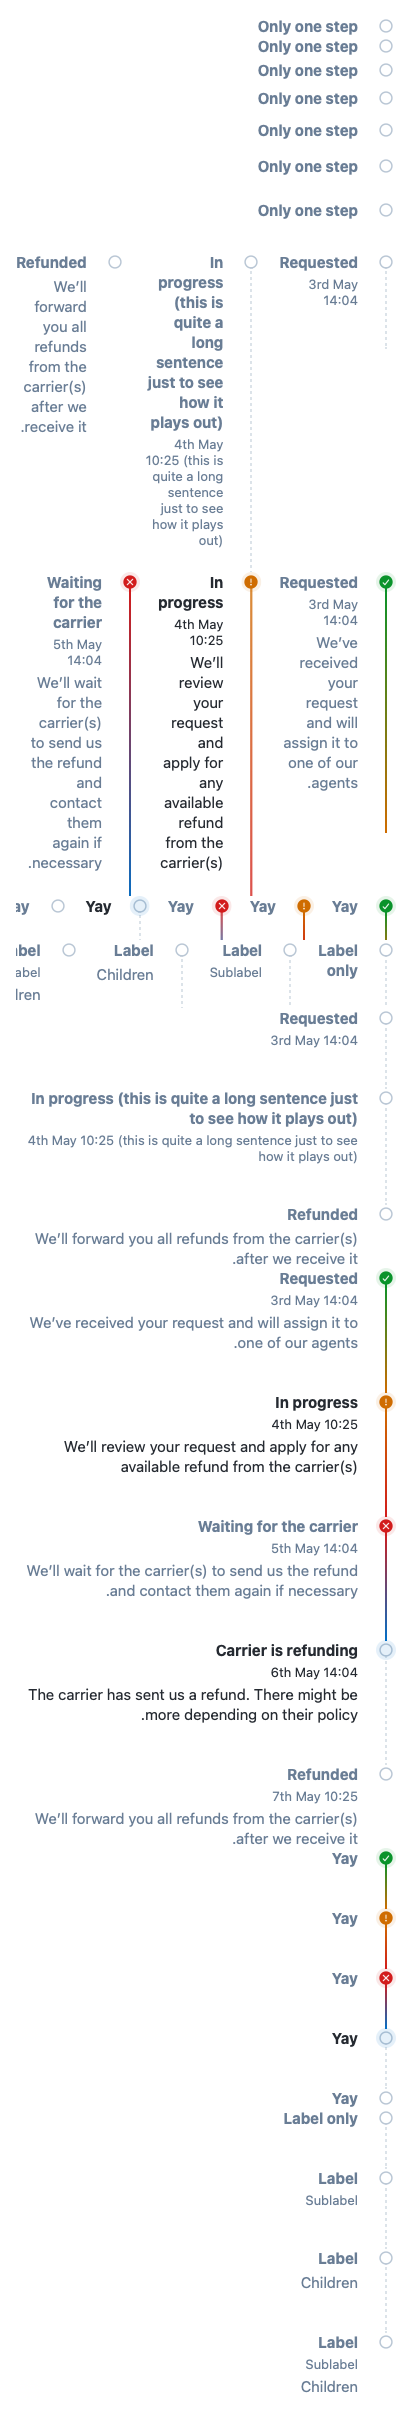 Only one step
Only one step
Only one step
Only one step
Only one step
Only one step
Only one step
Requested
3rd May
14:04
In
progress
(this is
quite a
long
sentence
just to see
how it
plays out)
4th May
10:25 (this is
quite a long
sentence
just to see
how it plays
out)
Refunded
We'll
forward
you all
refunds
from the
carrier(s)
after we
.receive it
Requested
3rd May
14:04
We've
received
your
request
and will
assign it to
one of our
.agents
In
progress
4th May
10:25
We'll
review
your
request
and
apply for
any
available
refund
from the
carrier(s)
Waiting
for the
carrier
5th May
14:04
We'll wait
for the
carrier(s)
to send us
the refund
and
contact
them
again if
.necessary
Yay
Yay
Yay
Yay
Label
only
Label
Sublabel
Label
Children
Requested
3rd May 14:04
In progress (this is quite a long sentence just
to see how it plays out)
4th May 10:25 (this is quite a long sentence just to see
how it plays out)
Refunded
We'll forward you all refunds from the carrier(s)
.after we receive it
Requested
3rd May 14:04
We've received your request and will assign it to
.one of our agents
In progress
4th May 10:25
We'll review your request and apply for any
available refund from the carrier(s)
Waiting for the carrier
5th May 14:04
We'll wait for the carrier(s) to send us the refund
.and contact them again if necessary
Carrier is refunding
6th May 14:04
The carrier has sent us a refund. There might be
.more depending on their policy
Refunded
7th May 10:25
We'll forward you all refunds from the carrier(s)
.after we receive it
Yay
Yay
Yay
Yay
Yay
Label only
Label
Sublabel
Label
Children
Label
Sublabel
Children